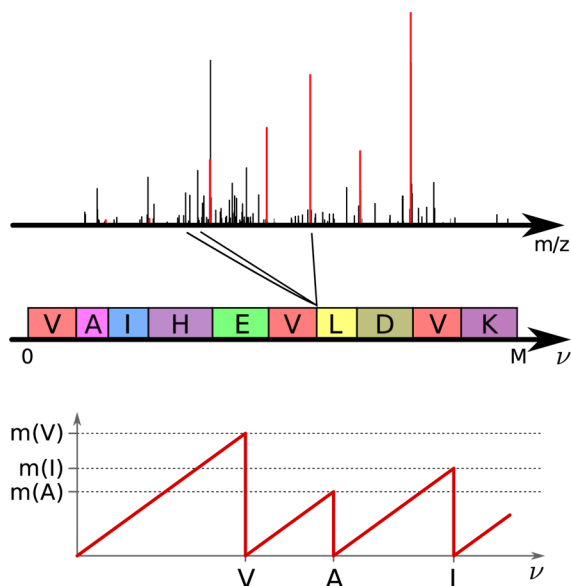 m/z
V A I H E V L D V K
0 M ν
m(V)
m(I)
m(A)
V A I ν